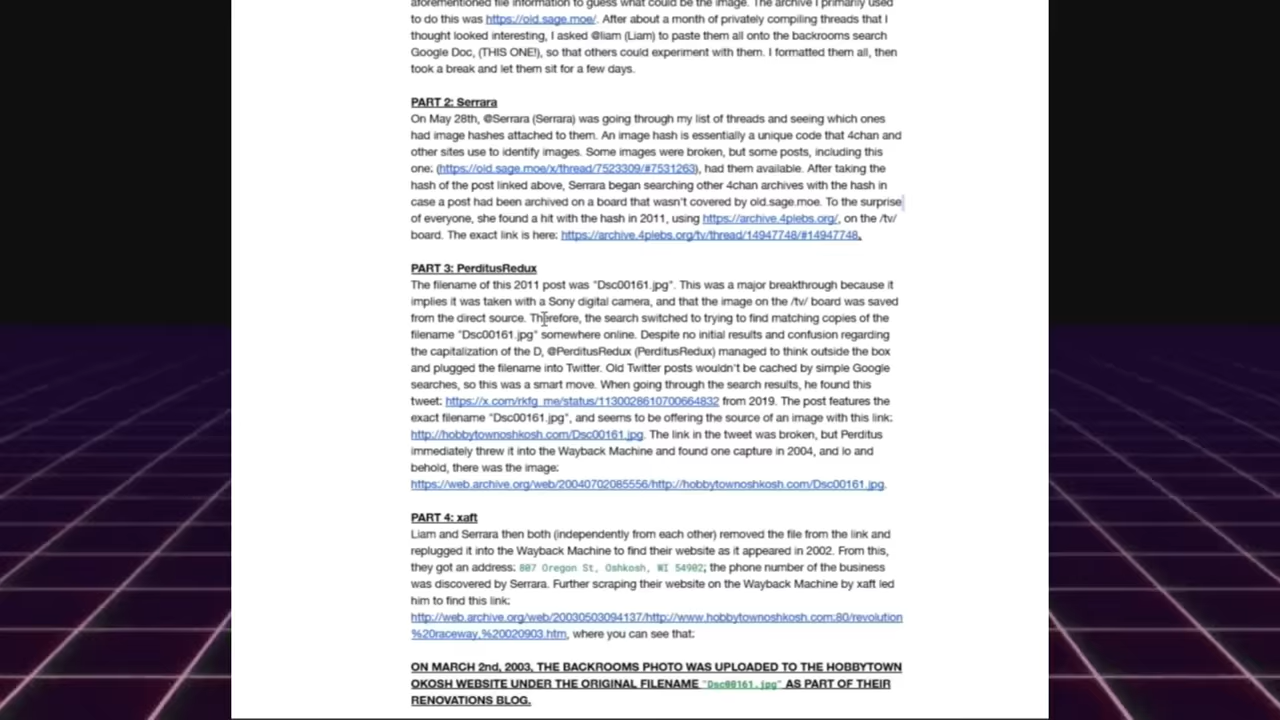 aforementioned file information to guess what could be the image. The archive I primarily used
to do this was https://old.sage.moe/. After about a month of privately compiling threads that I
thought looked interesting, I asked @liam (Liam) to paste them all onto the backrooms search
Google Doc, (THIS ONE!), so that others could experiment with them. I formatted them all, then
took a break and let them sit for a few days.
PART 2: Serrara
On May 28th, @Serrara (Serrara) was going through my list of threads and seeing which ones
had image hashes attached to them. An image hash is essentially a unique code that 4chan and
other sites use to identify images. Some images were broken, but some posts, including this
one: (https://old.sage.moe/x/thread/7523309/#7531263), had them available. After taking the
hash of the post linked above, Serrara began searching other 4chan archives with the hash in
case a post had been archived on a board that wasn't covered by old.sage.moe. To the surprise
of everyone, she found a hit with the hash in 2011, using https://archive.4plebs.org/, on the /tv/
board. The exact link is here: https://archive.4plebs.org/tv/thread/14947748/#14947748.
PART 3: PerditusRedux
The filename of this 2011 post was "Dsc00161.jpg". This was a major breakthrough because it
implies it was taken with a Sony digital camera, and that the image on the /tv/ board was saved
from the direct source. Therefore, the search switched to trying to find matching copies of the
filename "Dsc00161.jpg" somewhere online. Despite no initial results and confusion regarding
the capitalization of the D, @PerditusRedux (PerditusRedux) managed to think outside the box
and plugged the filename into Twitter. Old Twitter posts wouldn't be cached by simple Google
searches, so this was a smart move. When going through the search results, he found this
tweet: https://x.com/rkfg_me/status/1130028610700664832 from 2019. The post features the
exact filename "Dsc00161.jpg", and seems to be offering the source of an image with this link:
http://hobbytownoshkosh.com/Dsc00161.jpg. The link in the tweet was broken, but Perditus
immediately threw it into the Wayback Machine and found one capture in 2004, and lo and
behold, there was the image:
https://web.archive.org/web/20040702085556/http://hobbytownoshkosh.com/Dsc00161.jpg.
PART 4: xaft
Liam and Serrara then both (independently from each other) removed the file from the link and
replugged it into the Wayback Machine to find their website as it appeared in 2002. From this,
they got an address: 807 Oregon St, Oshkosh, WI 54902; the phone number of the business
was discovered by Serrara. Further scraping their website on the Wayback Machine by xaft led
him to find this link:
http://web.archive.org/web/20030503094137/http://www.hobbytownoshkosh.com:80/revolution
%20raceway,%20020903.htm, where you can see that:
ON MARCH 2nd, 2003, THE BACKROOMS PHOTO WAS UPLOADED TO THE HOBBYTOWN
OKOSH WEBSITE UNDER THE ORIGINAL FILENAME "Dsc00161.jpg" AS PART OF THEIR
RENOVATIONS BLOG.